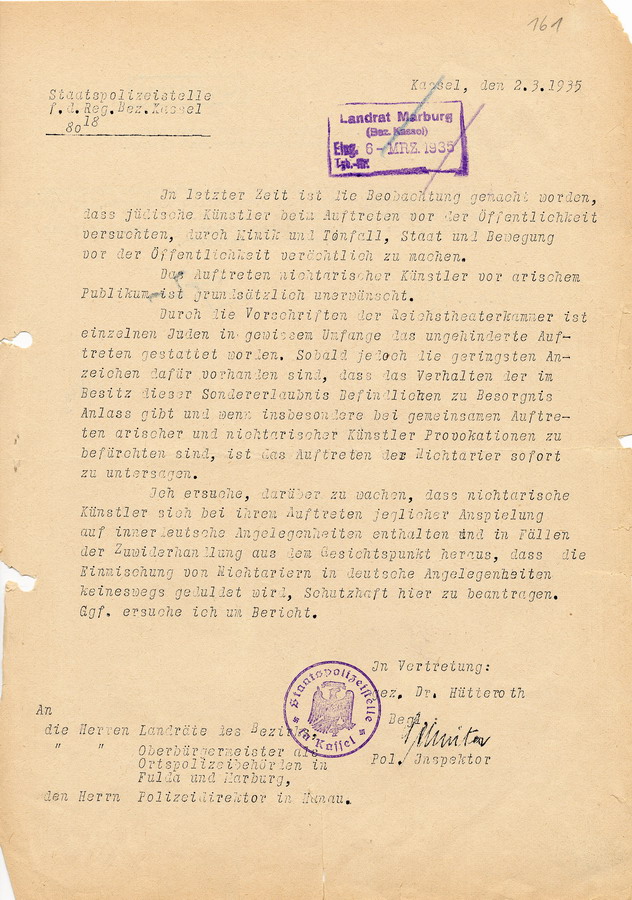 161
Kassel, den 2.3.1935
Staatspolizeistelle
f.d.Reg.Bez.Kassel
80 18
Landrat Marburg
(Bez. Kassel)
Eing. 6 - MRZ. 1935
Tgb.-Nr.
In letzter Zeit ist die Beobachtung gemacht worden,
dass jüdische Künstler beim Auftreten vor der Öffentlichkeit
versuchten, durch Mimik und Tonfall, Staat und Bewegung
vor der Öffentlichkeit verächtlich zu machen.
Das Auftreten nichtarischer Künstler vor arischem
Publikum ist grundsätzlich unerwünscht.
Durch die Vorschriften der Reichstheaterkammer ist
einzelnen Juden in gewissem Umfange das ungehinderte Auf-
treten gestattet worden. Sobald jedoch die geringsten An-
zeichen dafür vorhanden sind, dass das Verhalten der im
Besitz dieser Sondererlaubnis Befindlichen zu Besorgnis
Anlass gibt und wenn insbesondere bei gemeinsamen Auftre-
ten arischer und nichtarischer Künstler Provokationen zu
befürchten sind, ist das Auftreten der Nichtarier sofort
zu untersagen.
Ich ersuche, darüber zu wachen, dass nichtarische
Künstler sich bei ihrem Auftreten jeglicher Anspielung
auf innerdeutsche Angelegenheiten enthalten und in Fällen
der Zuwiderhandlung aus dem Gesichtspunkt heraus, dass die
Einmischung von Nichtariern in deutsche Angelegenheiten
keineswegs geduldet wird, Schutzhaft hier zu beantragen.
Ggf. ersuche ich um Bericht.
In Vertretung:
gez. Dr. Hütteroth
Begl.
Pol. Inspektor
Staatspolizeistelle
Kassel
An
die Herren Landräte des Bezirks
" " Oberbürgermeister als
Ortspolizeibehörden in
Fulda und Marburg,
den Herrn Polizeidirektor in Hanau.